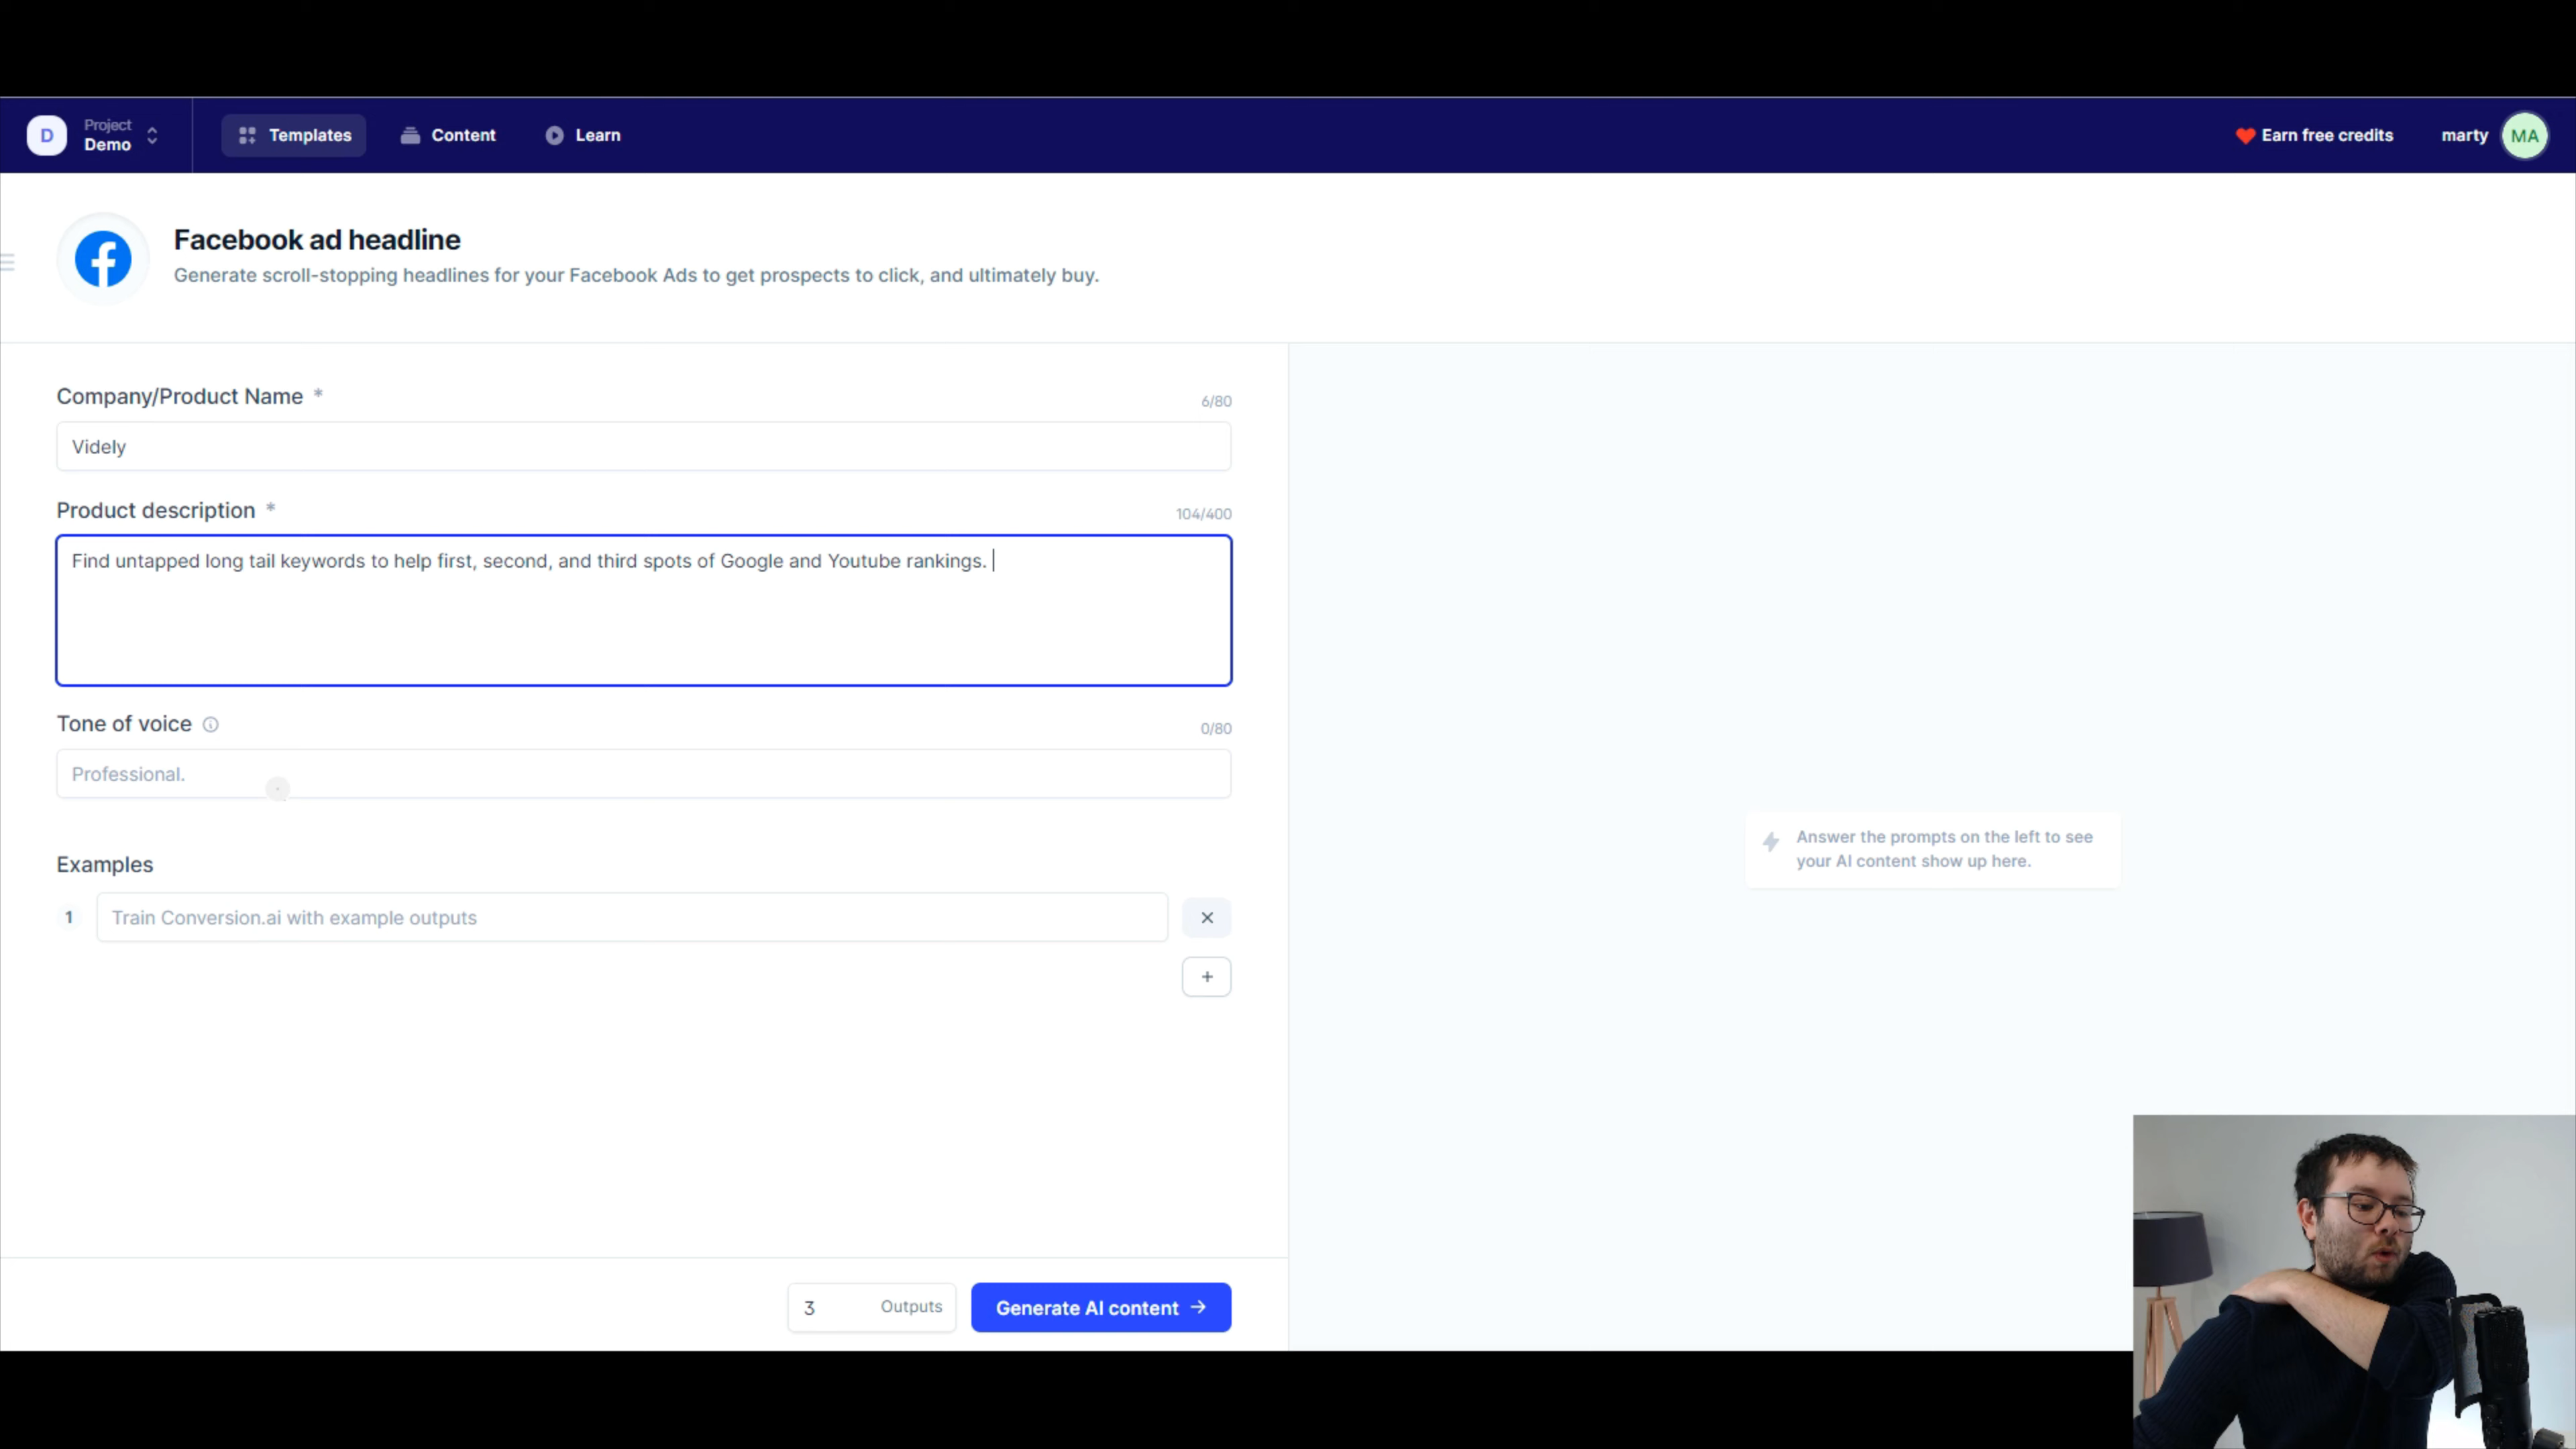 D
Project
Demo
Templates
Content
Learn
Earn free credits
marty
MA
Facebook ad headline
Generate scroll-stopping headlines for your Facebook Ads to get prospects to click, and ultimately buy.
Company/Product Name *
6/80
Videly
Product description *
104/400
Find untapped long tail keywords to help first, second, and third spots of Google and Youtube rankings.
Tone of voice
0/80
Professional.
Examples
1
Train Conversion.ai with example outputs
Answer the prompts on the left to see
your AI content show up here.
3
Outputs
Generate AI content →